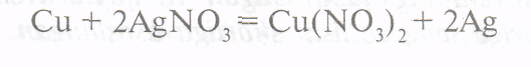 Cu + 2AgNO₃ = Cu(NO₃)₂ + 2Ag